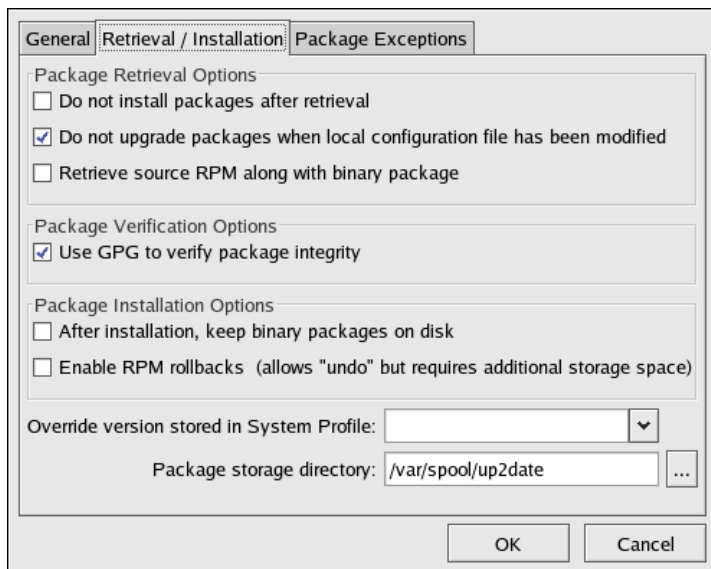 General Retrieval / Installation Package Exceptions
Package Retrieval Options
Do not install packages after retrieval
Do not upgrade packages when local configuration file has been modified
Retrieve source RPM along with binary package
Package Verification Options
Use GPG to verify package integrity
Package Installation Options
After installation, keep binary packages on disk
Enable RPM rollbacks (allows "undo" but requires additional storage space)
Override version stored in System Profile:
Package storage directory: /var/spool/up2date ...
OK Cancel